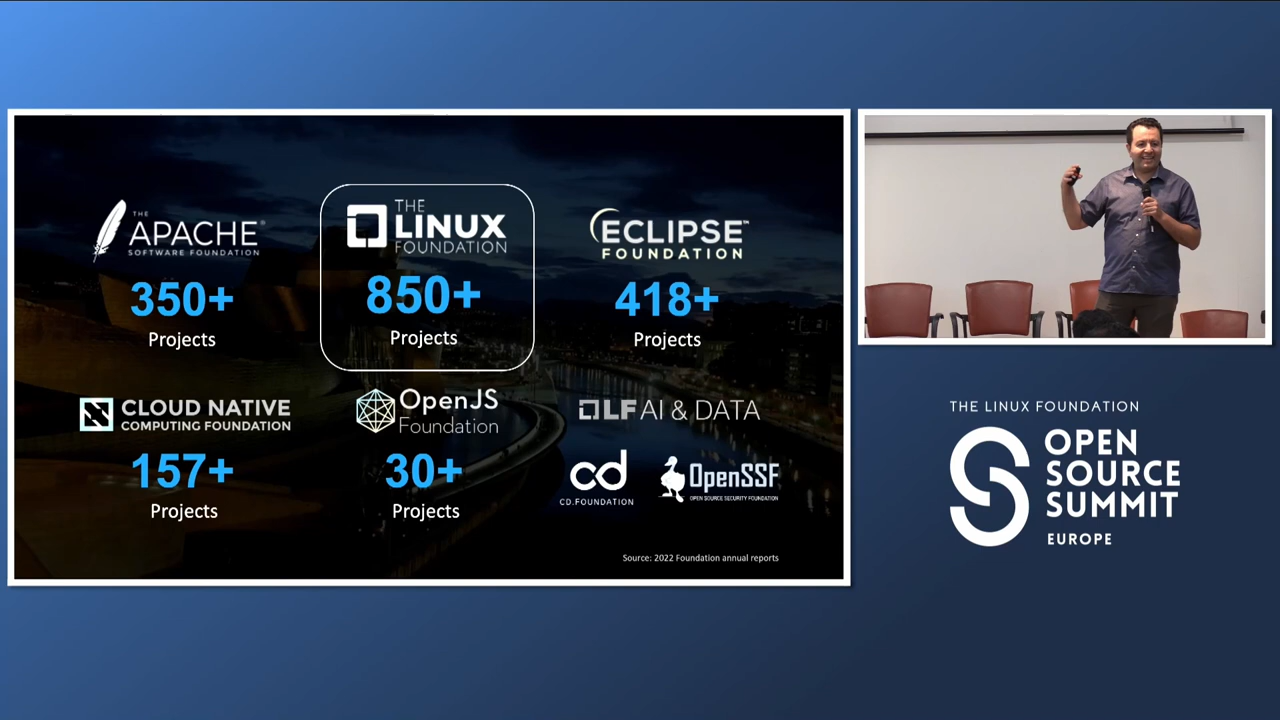 THE
APACHE®
SOFTWARE FOUNDATION
350+
Projects
THE
LINUX
FOUNDATION
850+
Projects
ECLIPSE™
FOUNDATION
418+
Projects
CLOUD NATIVE
COMPUTING FOUNDATION
157+
Projects
OpenJS
Foundation
30+
Projects
LF AI & DATA
cd
CD.FOUNDATION
OpenSSF
OPEN SOURCE SECURITY FOUNDATION
Source: 2022 Foundation annual reports
THE LINUX FOUNDATION
OPEN
SOURCE
SUMMIT
EUROPE